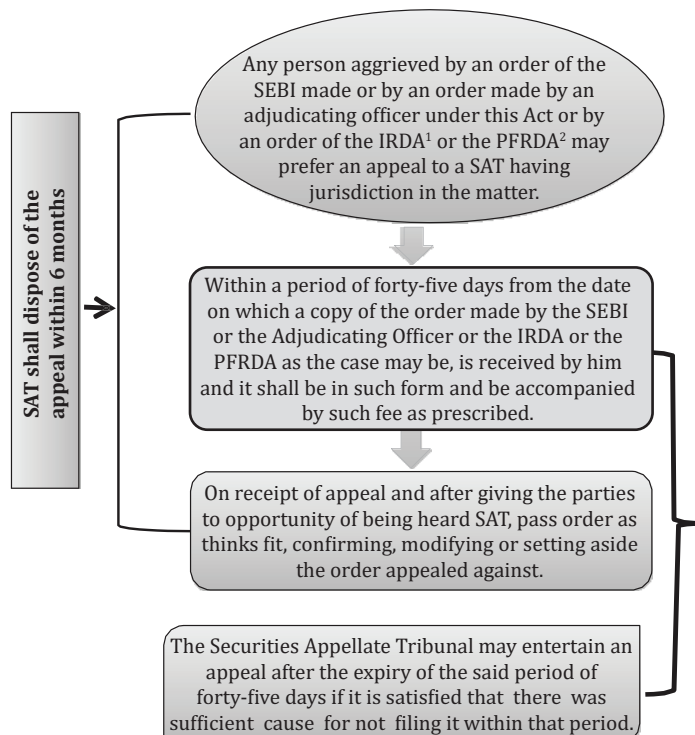 Any person aggrieved by an order of the
SEBI made or by an order made by an
adjudicating officer under this Act or by
an order of the IRDA¹ or the PFRDA² may
prefer an appeal to a SAT having
jurisdiction in the matter.
SAT shall dispose of the
appeal within 6 months
Within a period of forty-five days from the date
on which a copy of the order made by the SEBI
or the Adjudicating Officer or the IRDA or the
PFRDA as the case may be, is received by him
and it shall be in such form and be accompanied
by such fee as prescribed.
On receipt of appeal and after giving the parties
to opportunity of being heard SAT, pass order as
thinks fit, confirming, modifying or setting aside
the order appealed against.
The Securities Appellate Tribunal may entertain an
appeal after the expiry of the said period of
forty-five days if it is satisfied that there was
sufficient cause for not filing it within that period.